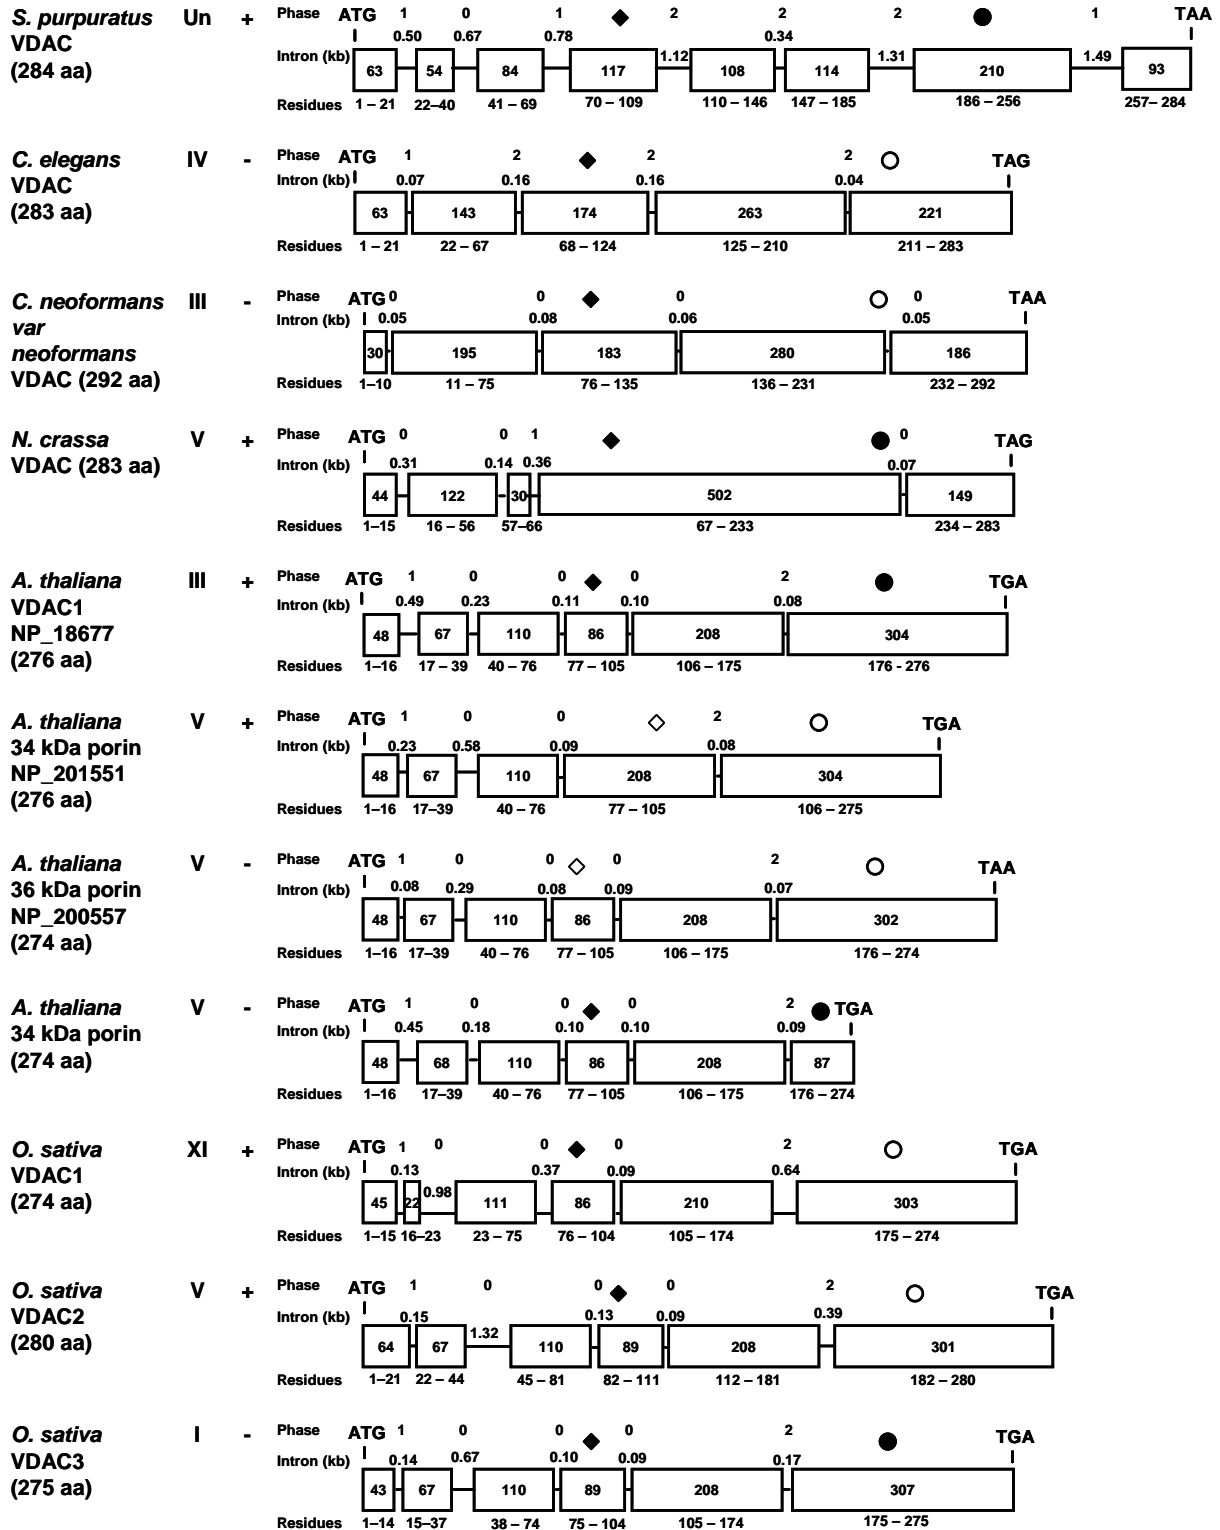 S. purpuratus Un + Phase ATG 1 0 1 2 2 2 1 TAA
VDAC 0.50 0.67 0.78 0.34
(284 aa) Intron (kb) 1.12 1.31 1.49
63 54 84 117 108 114 210 93
Residues 1 – 21 22–40 41 – 69 70 – 109 110 – 146 147 – 185 186 – 256 257– 284
C. elegans IV - Phase ATG 1 2 2 2 TAG
VDAC Intron (kb) 0.07 0.16 0.16 0.04
(283 aa) 63 143 174 263 221
Residues 1 – 21 22 – 67 68 – 124 125 – 210 211 – 283
C. neoformans III - Phase ATG 0 0 0 0 TAA
var Intron (kb) 0.05 0.08 0.06 0.05
neoformans 30 195 183 280 186
VDAC (292 aa) Residues 1–10 11 – 75 76 – 135 136 – 231 232 – 292
N. crassa V + Phase ATG 0 0 1 0 TAG
VDAC (283 aa) Intron (kb) 0.31 0.14 0.36 0.07
44 122 30 502 149
Residues 1–15 16 – 56 57–66 67 – 233 234 – 283
A. thaliana III + Phase ATG 1 0 0 0 2 TGA
VDAC1 Intron (kb) 0.49 0.23 0.11 0.10 0.08
NP_18677 48 67 110 86 208 304
(276 aa) Residues 1–16 17 – 39 40 – 76 77 – 105 106 – 175 176 - 276
A. thaliana V + Phase ATG 1 0 0 2 TGA
34 kDa porin Intron (kb) 0.23 0.58 0.09 0.08
NP_201551 48 67 110 208 304
(276 aa) Residues 1–16 17–39 40 – 76 77 – 105 106 – 275
A. thaliana V - Phase ATG 1 0 0 0 2 TAA
36 kDa porin Intron (kb) 0.08 0.29 0.08 0.09 0.07
NP_200557 48 67 110 86 208 302
(274 aa) Residues 1–16 17–39 40 – 76 77 – 105 106 – 175 176 – 274
A. thaliana V - Phase ATG 1 0 0 0 2 TGA
34 kDa porin Intron (kb) 0.45 0.18 0.10 0.10 0.09
(274 aa) 48 68 110 86 208 87
Residues 1–16 17–39 40 – 76 77 – 105 106 – 175 176 – 274
O. sativa XI + Phase ATG 1 0 0 0 2 TGA
VDAC1 Intron (kb) 0.13 0.98 0.37 0.09 0.64
(274 aa) 45 22 111 86 210 303
Residues 1–15 16–23 23 – 75 76 – 104 105 – 174 175 – 274
O. sativa V + Phase ATG 1 0 0 0 2 TGA
VDAC2 Intron (kb) 0.15 1.32 0.13 0.09 0.39
(280 aa) 64 67 110 89 208 301
Residues 1–21 22 – 44 45 – 81 82 – 111 112 – 181 182 – 280
O. sativa I - Phase ATG 1 0 0 0 2 TGA
VDAC3 Intron (kb) 0.14 0.67 0.10 0.09 0.17
(275 aa) 43 67 110 89 208 307
Residues 1–14 15–37 38 – 74 75 – 104 105 – 174 175 – 275